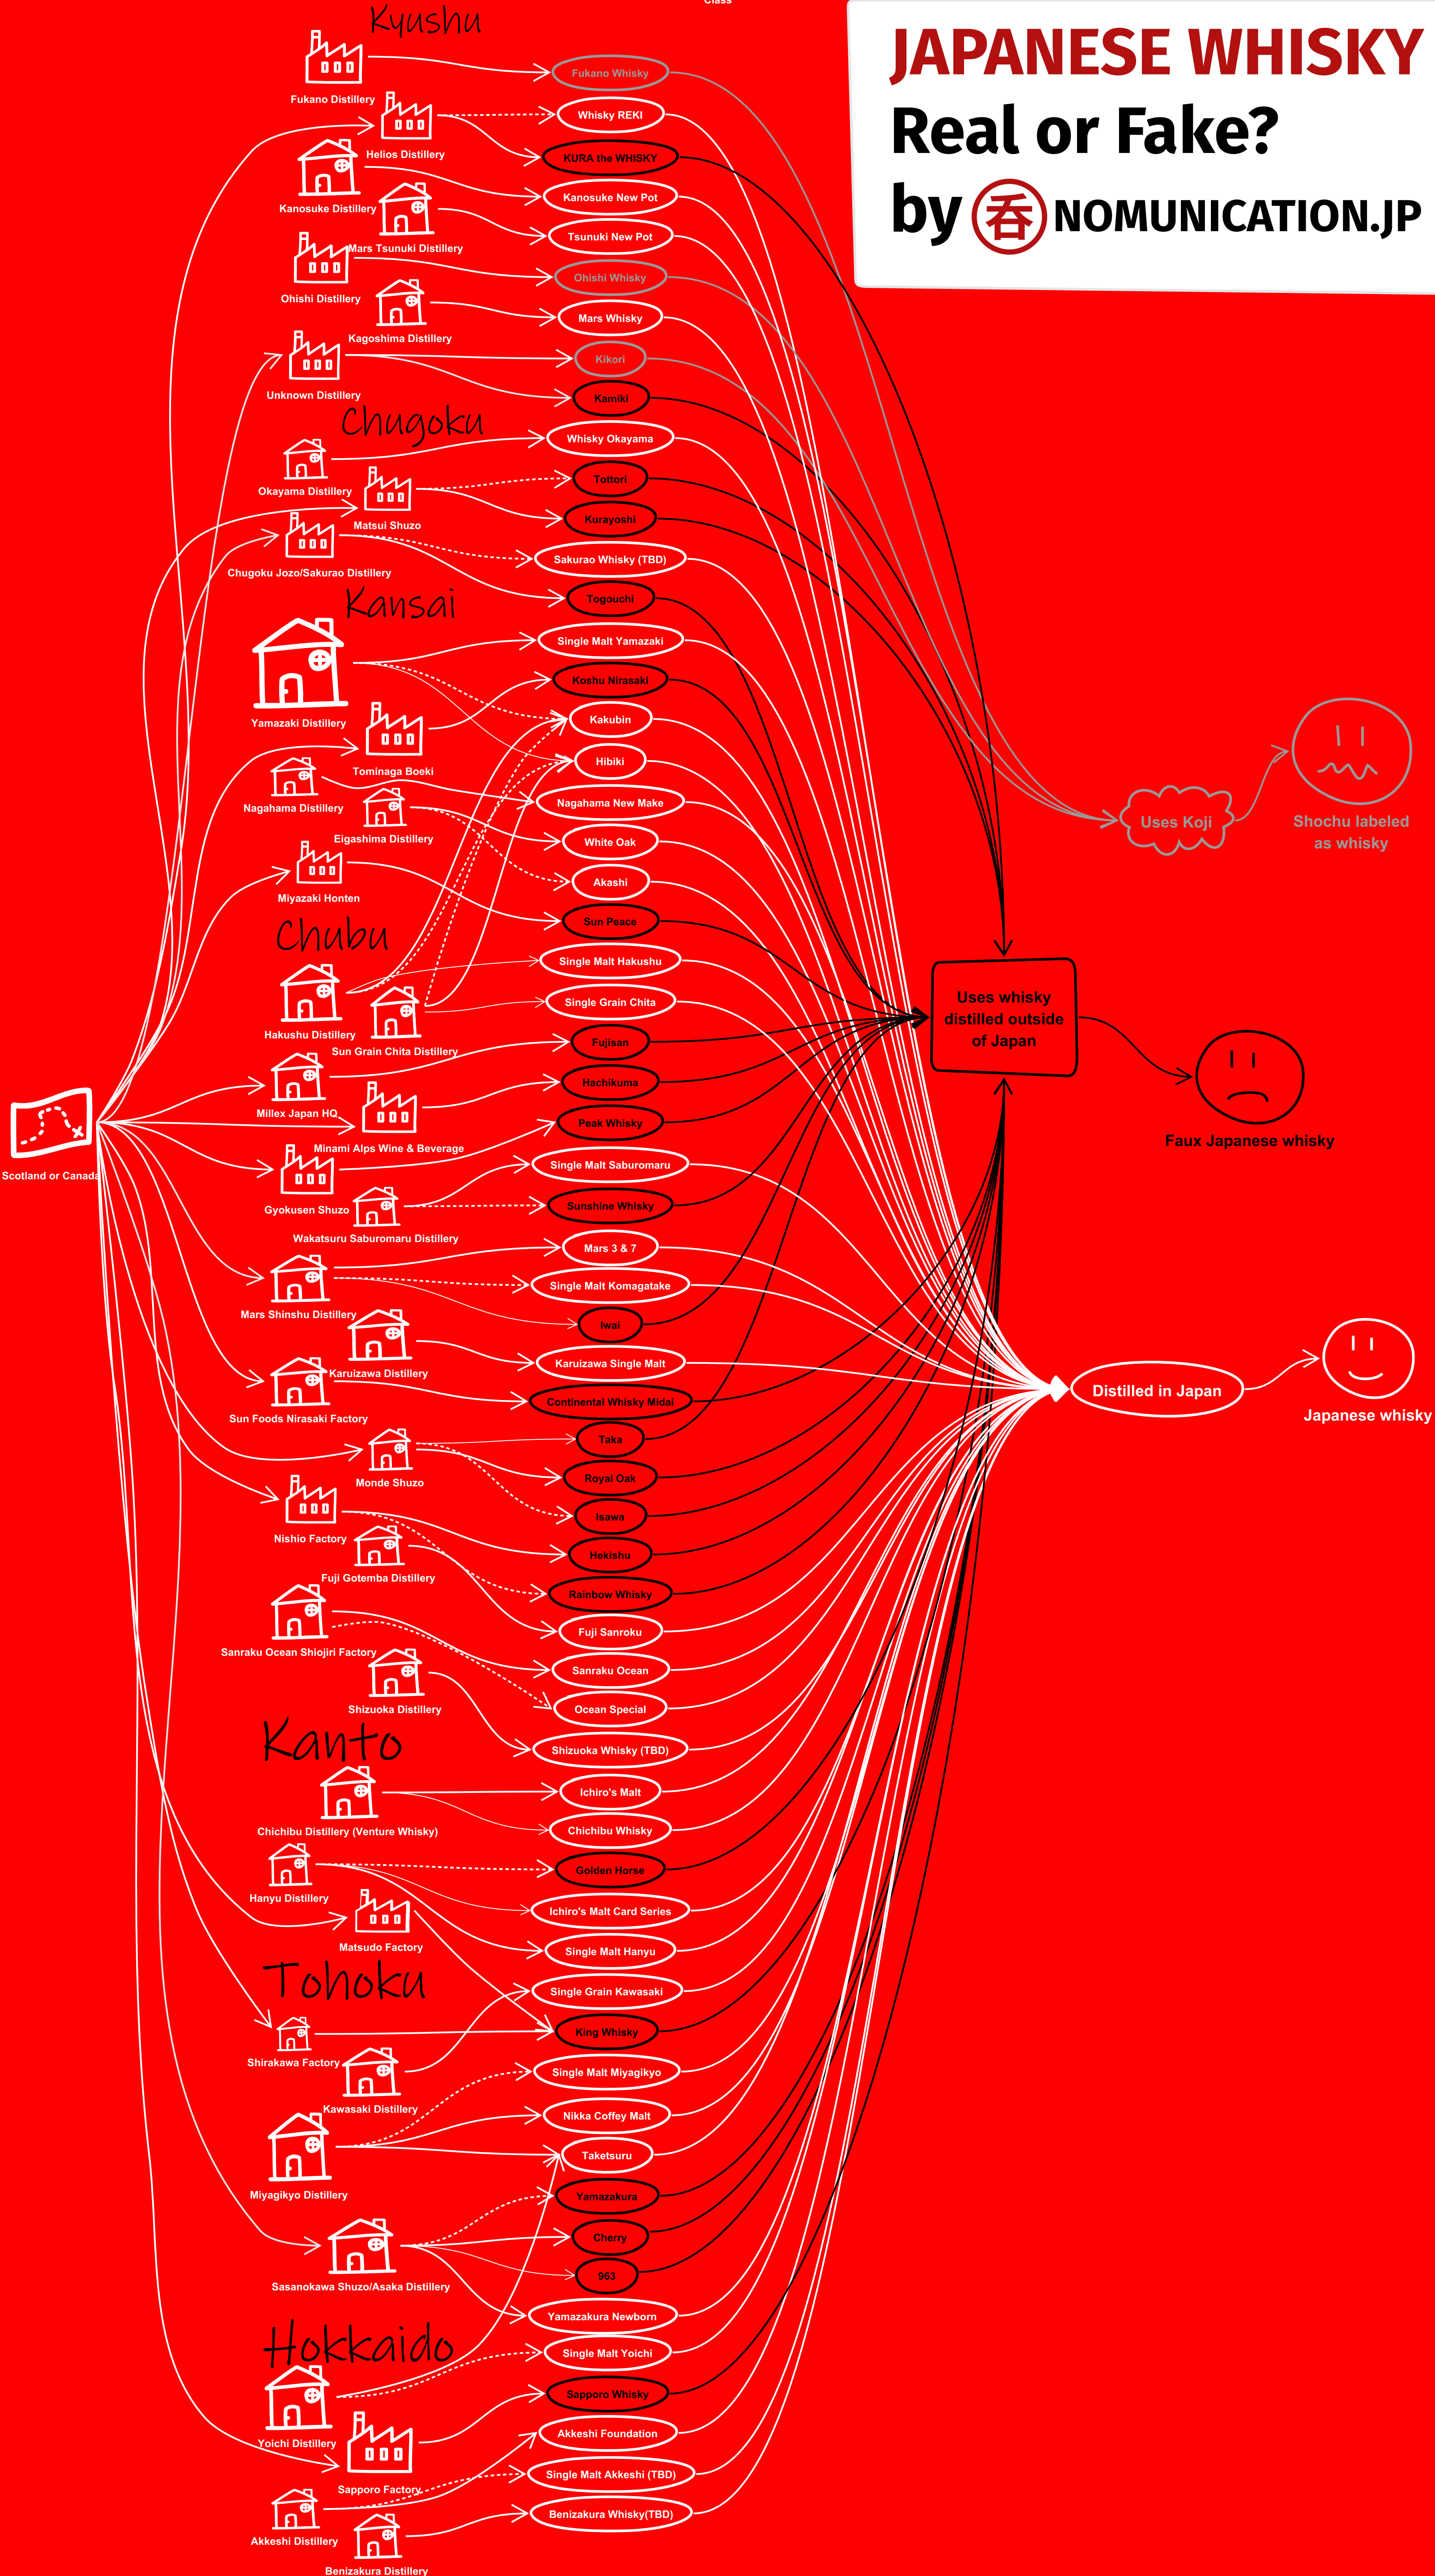 Class
JAPANESE WHISKY
Real or Fake?
by 呑 NOMUNICATION.JP
Kyushu
Fukano Distillery
Helios Distillery
Kanosuke Distillery
Mars Tsunuki Distillery
Ohishi Distillery
Kagoshima Distillery
Unknown Distillery
Chugoku
Okayama Distillery
Matsui Shuzo
Chugoku Jozo/Sakurao Distillery
Kansai
Yamazaki Distillery
Tominaga Boeki
Nagahama Distillery
Eigashima Distillery
Miyazaki Honten
Chubu
Hakushu Distillery
Sun Grain Chita Distillery
Millex Japan HQ
Minami Alps Wine & Beverage
Scotland or Canada
Gyokusen Shuzo
Wakatsuru Saburomaru Distillery
Mars Shinshu Distillery
Karuizawa Distillery
Sun Foods Nirasaki Factory
Monde Shuzo
Nishio Factory
Fuji Gotemba Distillery
Sanraku Ocean Shiojiri Factory
Shizuoka Distillery
Kanto
Chichibu Distillery (Venture Whisky)
Hanyu Distillery
Matsudo Factory
Tohoku
Shirakawa Factory
Kawasaki Distillery
Miyagikyo Distillery
Sasanokawa Shuzo/Asaka Distillery
Hokkaido
Yoichi Distillery
Sapporo Factory
Akkeshi Distillery
Benizakura Distillery
Fukano Whisky
Whisky REKI
KURA the WHISKY
Kanosuke New Pot
Tsunuki New Pot
Ohishi Whisky
Mars Whisky
Kikori
Kamiki
Whisky Okayama
Tottori
Kurayoshi
Sakurao Whisky (TBD)
Togouchi
Single Malt Yamazaki
Koshu Nirasaki
Kakubin
Hibiki
Nagahama New Make
White Oak
Akashi
Sun Peace
Single Malt Hakushu
Single Grain Chita
Fujisan
Hachikuma
Peak Whisky
Single Malt Saburomaru
Sunshine Whisky
Mars 3 & 7
Single Malt Komagatake
Iwai
Karuizawa Single Malt
Continental Whisky Midai
Taka
Royal Oak
Isawa
Hekishu
Rainbow Whisky
Fuji Sanroku
Sanraku Ocean
Ocean Special
Shizuoka Whisky (TBD)
Ichiro's Malt
Chichibu Whisky
Golden Horse
Ichiro's Malt Card Series
Single Malt Hanyu
Single Grain Kawasaki
King Whisky
Single Malt Miyagikyo
Nikka Coffey Malt
Taketsuru
Yamazakura
Cherry
963
Yamazakura Newborn
Single Malt Yoichi
Sapporo Whisky
Akkeshi Foundation
Single Malt Akkeshi (TBD)
Benizakura Whisky(TBD)
Uses Koji
Shochu labeled
as whisky
Uses whisky
distilled outside
of Japan
Faux Japanese whisky
Distilled in Japan
Japanese whisky